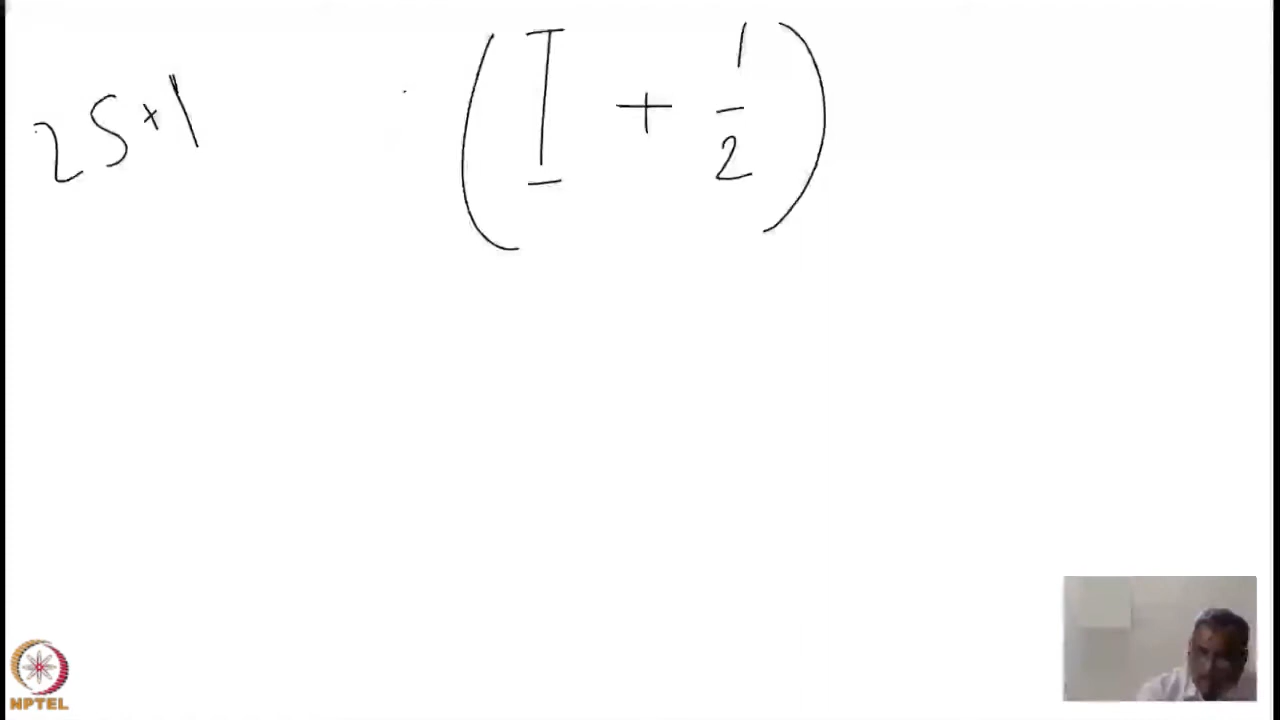 2S+1
(I + 1/2)
NPTEL